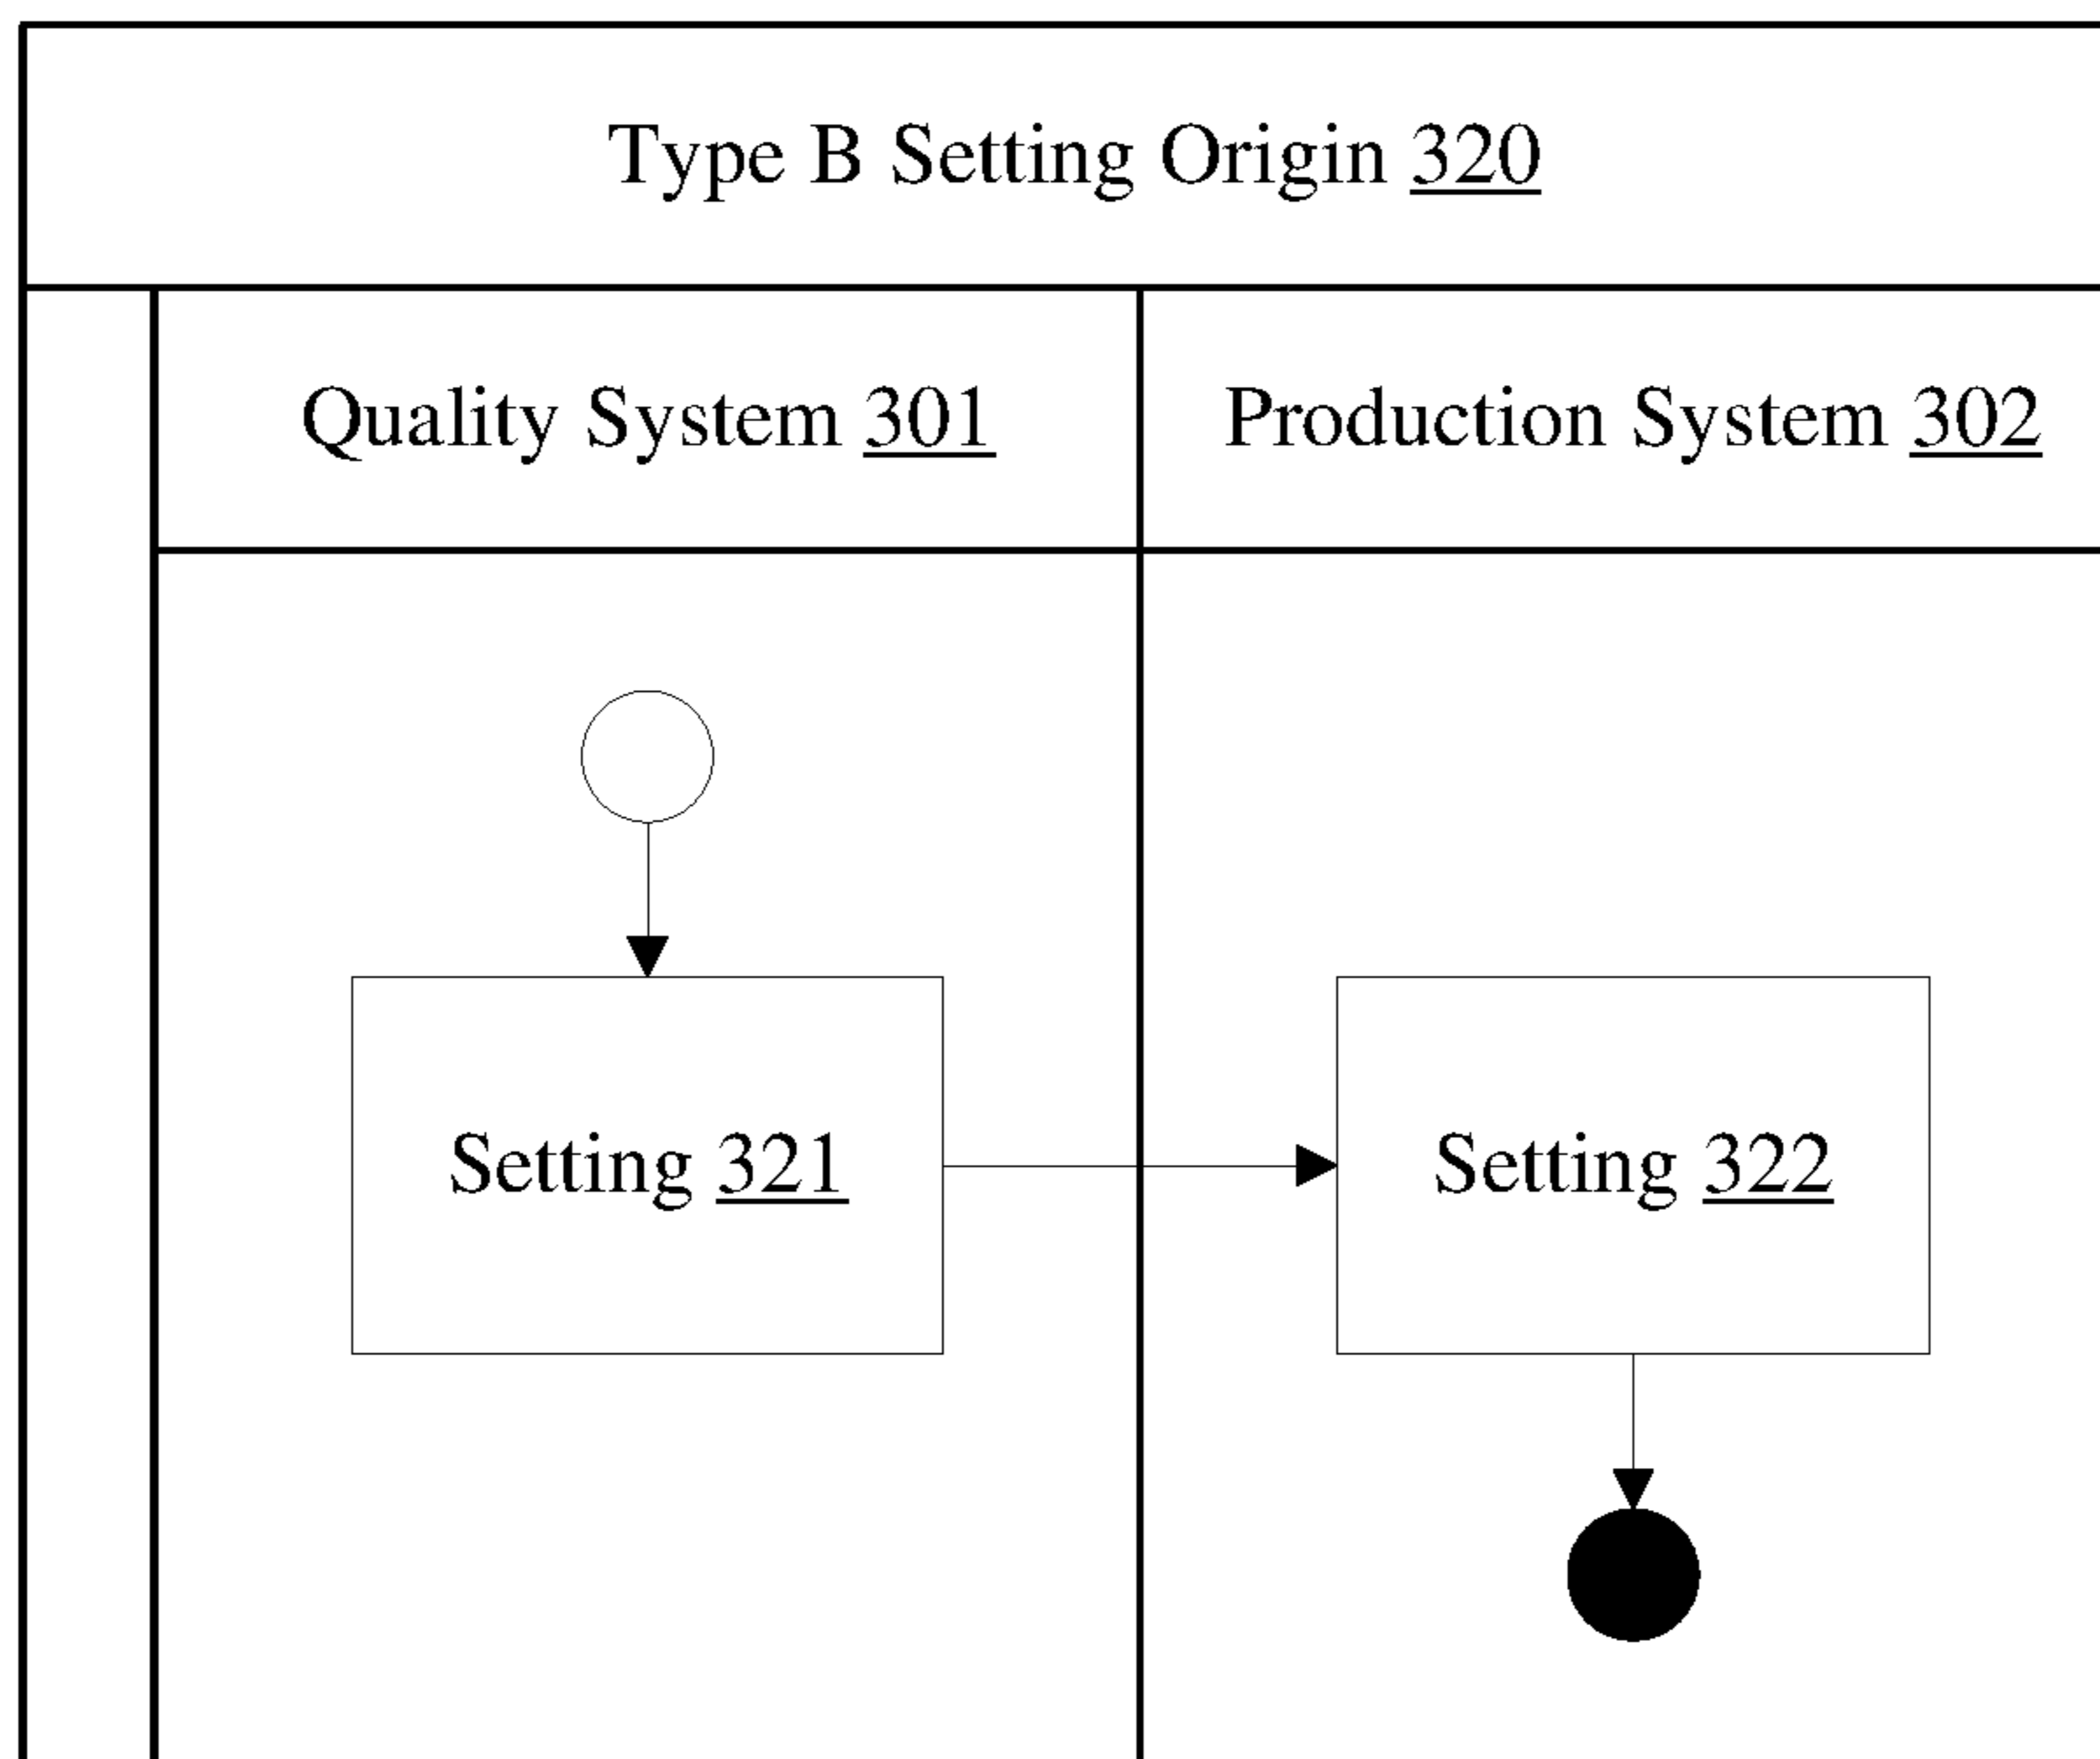 Type B Setting Origin 320
Quality System 301
Production System 302
Setting 321
Setting 322